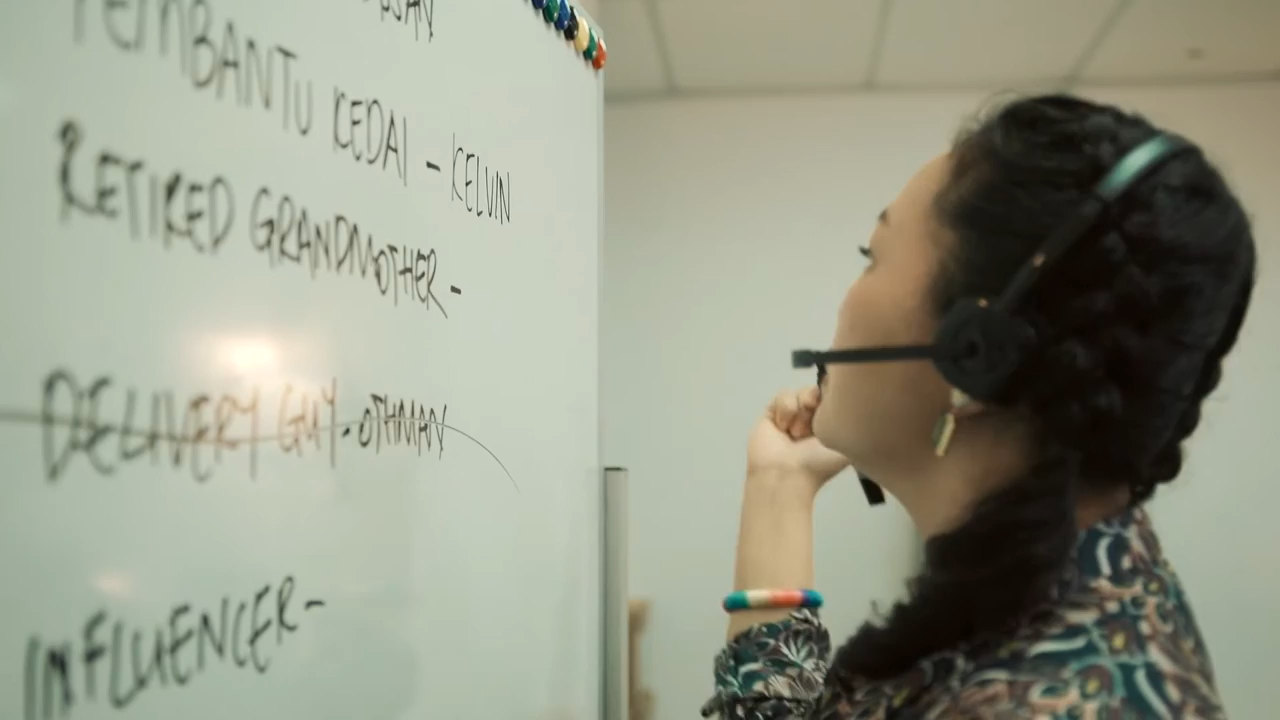 PEMBANTU KEDAI - KELVIN
RETIRED GRANDMOTHER -
DELIVERY GUY - OTHMAN
INFLUENCER -